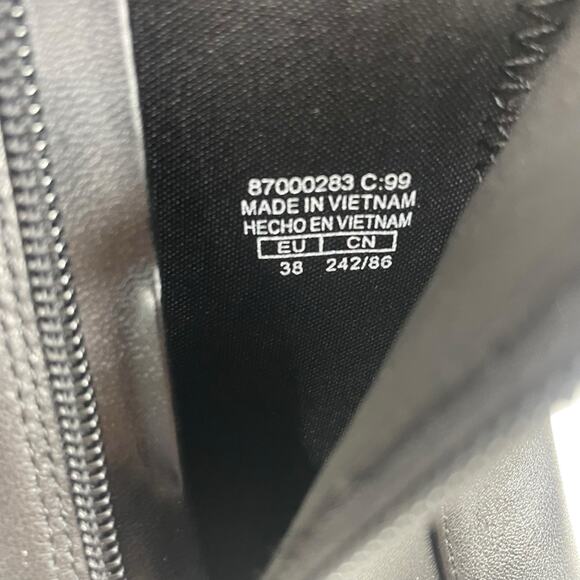 87000283 C:99
MADE IN VIETNAM
HECHO EN VIETNAM
EU CN
38 242/86